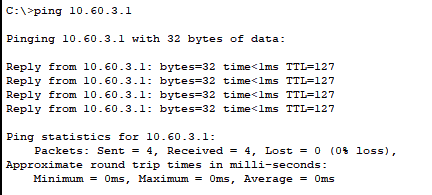 C:\>ping 10.60.3.1
Pinging 10.60.3.1 with 32 bytes of data:
Reply from 10.60.3.1: bytes=32 time<1ms TTL=127
Reply from 10.60.3.1: bytes=32 time<1ms TTL=127
Reply from 10.60.3.1: bytes=32 time<1ms TTL=127
Reply from 10.60.3.1: bytes=32 time<1ms TTL=127
Ping statistics for 10.60.3.1:
Packets: Sent = 4, Received = 4, Lost = 0 (0% loss),
Approximate round trip times in milli-seconds:
Minimum = 0ms, Maximum = 0ms, Average = 0ms